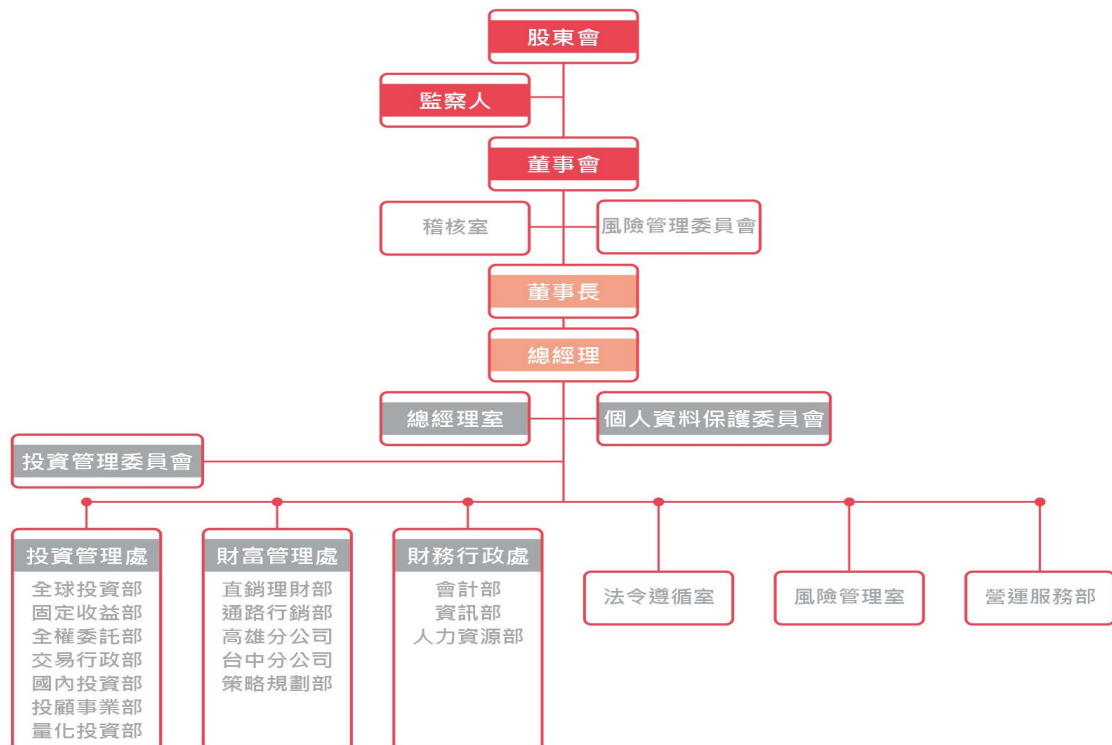 股東會
監察人
董事會
稽核室
風險管理委員會
董事長
總經理
總經理室
個人資料保護委員會
投資管理委員會
投資管理處
全球投資部
固定收益部
全權委託部
交易行政部
國內投資部
投顧事業部
量化投資部
財富管理處
直銷理財部
通路行銷部
高雄分公司
台中分公司
策略規劃部
財務行政處
會計部
資訊部
人力資源部
法令遵循室
風險管理室
營運服務部